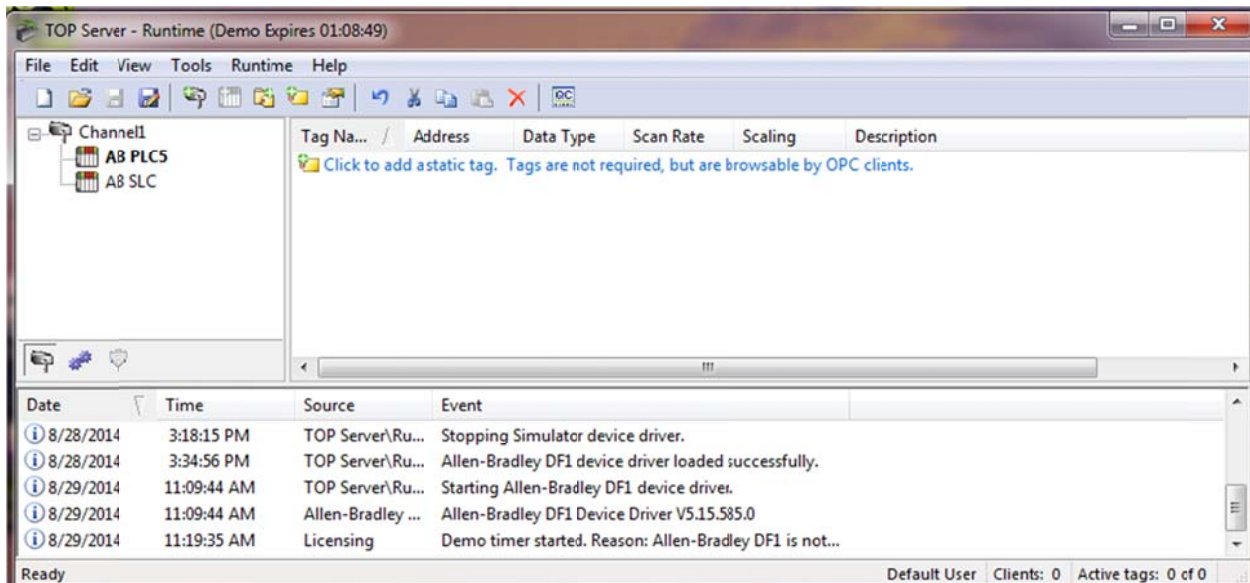 TOP Server - Runtime (Demo Expires 01:08:49)
File Edit View Tools Runtime Help
Channel1
AB PLC5
AB SLC
Tag Na... Address Data Type Scan Rate Scaling Description
Click to add a static tag. Tags are not required, but are browsable by OPC clients.
Date Time Source Event
8/28/2014 3:18:15 PM TOP Server\Ru... Stopping Simulator device driver.
8/28/2014 3:34:56 PM TOP Server\Ru... Allen-Bradley DF1 device driver loaded successfully.
8/29/2014 11:09:44 AM TOP Server\Ru... Starting Allen-Bradley DF1 device driver.
8/29/2014 11:09:44 AM Allen-Bradley ... Allen-Bradley DF1 Device Driver V5.15.585.0
8/29/2014 11:19:35 AM Licensing Demo timer started. Reason: Allen-Bradley DF1 is not...
Ready Default User Clients: 0 Active tags: 0 of 0